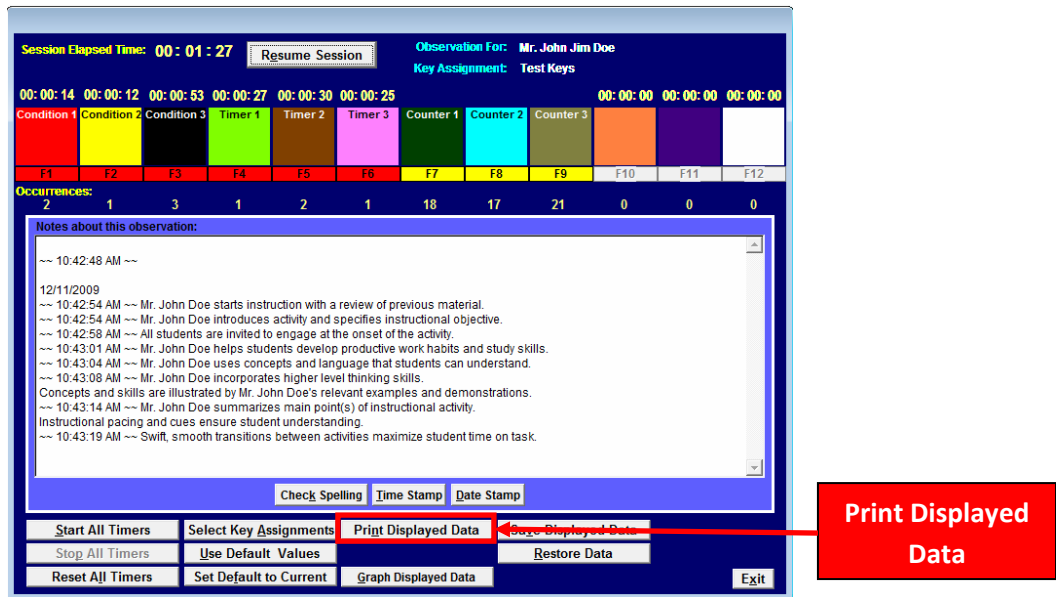 Session Elapsed Time: 00: 01: 27 Resume Session Observation For: Mr. John Jim Doe
Key Assignment: Test Keys
00: 00: 14 00: 00: 12 00: 00: 53 00: 00: 27 00: 00: 30 00: 00: 25 00: 00: 00 00: 00: 00 00: 00: 00
Condition 1 Condition 2 Condition 3 Timer 1 Timer 2 Timer 3 Counter 1 Counter 2 Counter 3
F1 F2 F3 F4 F5 F6 F7 F8 F9 F10 F11 F12
Occurrences:
2 1 3 1 2 1 18 17 21 0 0 0
Notes about this observation:
~~ 10:42:48 AM ~~
12/11/2009
~~ 10:42:54 AM ~~ Mr. John Doe starts instruction with a review of previous material.
~~ 10:42:54 AM ~~ Mr. John Doe introduces activity and specifies instructional objective.
~~ 10:42:58 AM ~~ All students are invited to engage at the onset of the activity.
~~ 10:43:01 AM ~~ Mr. John Doe helps students develop productive work habits and study skills.
~~ 10:43:04 AM ~~ Mr. John Doe uses concepts and language that students can understand.
~~ 10:43:08 AM ~~ Mr. John Doe incorporates higher level thinking skills.
Concepts and skills are illustrated by Mr. John Doe's relevant examples and demonstrations.
~~ 10:43:14 AM ~~ Mr. John Doe summarizes main point(s) of instructional activity.
Instructional pacing and cues ensure student understanding.
~~ 10:43:19 AM ~~ Swift, smooth transitions between activities maximize student time on task.
Check Spelling Time Stamp Date Stamp
Start All Timers Select Key Assignments Print Displayed Data Save Displayed Data
Stop All Timers Use Default Values Restore Data
Reset All Timers Set Default to Current Graph Displayed Data Exit
Print Displayed
Data